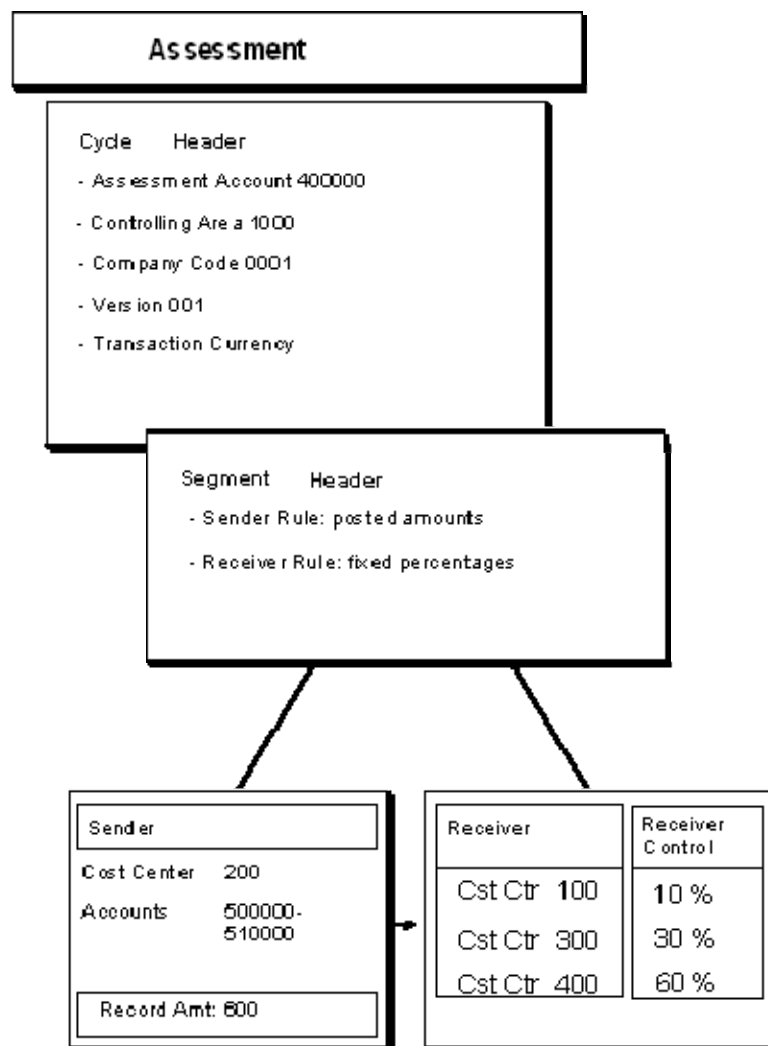 Assessment
Cycle Header
- Assessment Account 400000
- Controlling Area 1000
- Company Code 0001
- Version 001
- Transaction Currency
Segment Header
- Sender Rule: posted amounts
- Receiver Rule: fixed percentages
Sender
Cost Center 200
Accounts 500000-
510000
Record Amt: 600
Receiver
Receiver
Control
Cst Ctr 100 10 %
Cst Ctr 300 30 %
Cst Ctr 400 60 %